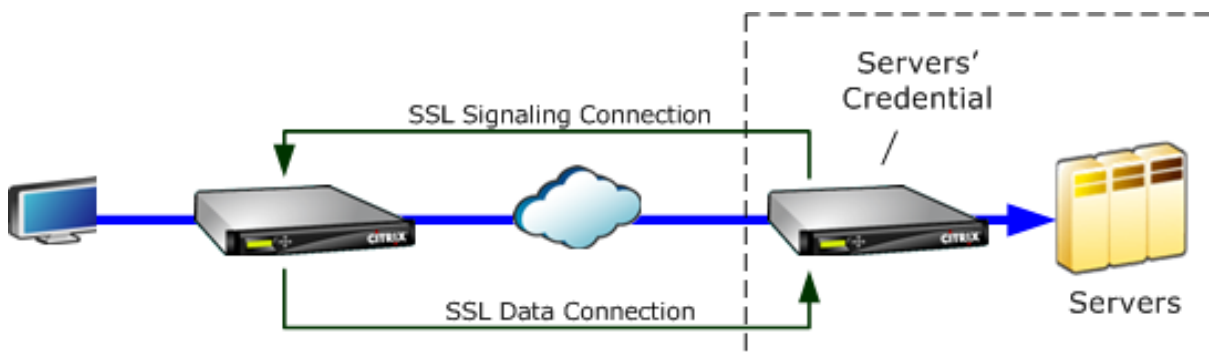 Servers'
Credential
SSL Signaling Connection
CITRIX
CITRIX
SSL Data Connection
Servers